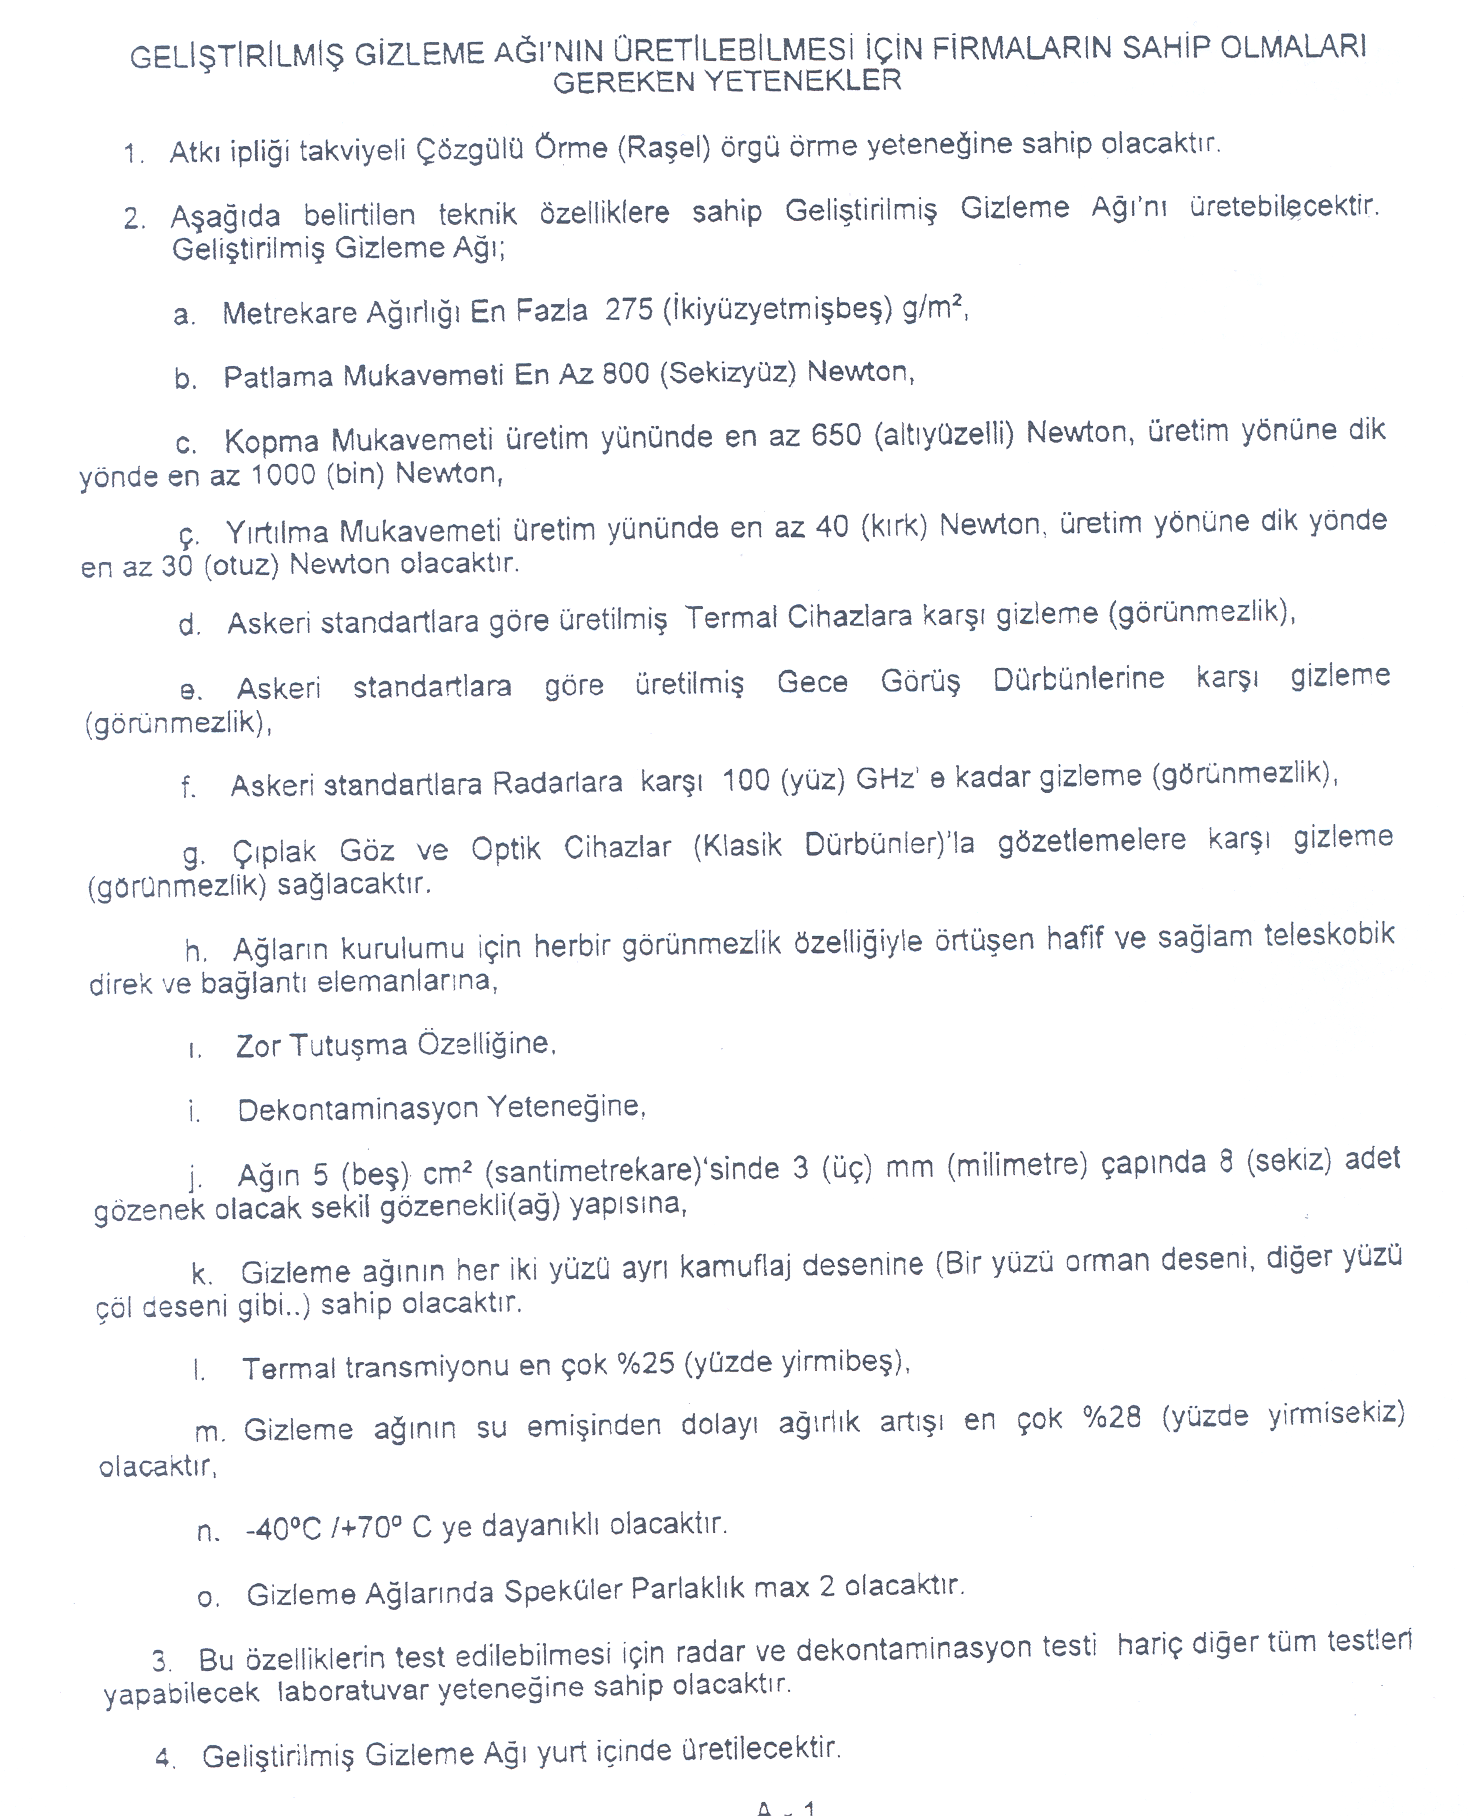 GELİŞTİRİLMİŞ GİZLEME AĞI'NIN ÜRETİLEBİLMESİ İÇİN FİRMALARIN SAHİP OLMALARI
GEREKEN YETENEKLER
1. Atkı ipliği takviyeli Çözgülü Örme (Raşel) örgü örme yeteneğine sahip olacaktır.
2. Aşağıda belirtilen teknik özelliklere sahip Geliştirilmiş Gizleme Ağı'nı üretebilecektir.
Geliştirilmiş Gizleme Ağı;
a. Metrekare Ağırlığı En Fazla 275 (İkiyüzyetmişbeş) g/m²,
b. Patlama Mukavemeti En Az 800 (Sekizyüz) Newton,
c. Kopma Mukavemeti üretim yününde en az 650 (altıyüzelli) Newton, üretim yönüne dik
yönde en az 1000 (bin) Newton,
ç. Yırtılma Mukavemeti üretim yününde en az 40 (kırk) Newton, üretim yönüne dik yönde
en az 30 (otuz) Newton olacaktır.
d. Askeri standartlara göre üretilmiş Termal Cihazlara karşı gizleme (görünmezlik),
e. Askeri standartlara göre üretilmiş Gece Görüş Dürbünlerine karşı gizleme
(görünmezlik),
f. Askeri standartlara Radarlara karşı 100 (yüz) GHz' e kadar gizleme (görünmezlik),
g. Çıplak Göz ve Optik Cihazlar (Klasik Dürbünler)'la gözetlemelere karşı gizleme
(görünmezlik) sağlacaktır.
h. Ağların kurulumu için herbir görünmezlik özelliğiyle örtüşen hafif ve sağlam teleskobik
direk ve bağlantı elemanlarına,
ı. Zor Tutuşma Özelliğine,
i. Dekontaminasyon Yeteneğine,
j. Ağın 5 (beş) cm² (santimetrekare)'sinde 3 (üç) mm (milimetre) çapında 8 (sekiz) adet
gözenek olacak sekil gözenekli(ağ) yapısına,
k. Gizleme ağının her iki yüzü ayrı kamuflaj desenine (Bir yüzü orman deseni, diğer yüzü
çöl deseni gibi..) sahip olacaktır.
l. Termal transmiyonu en çok %25 (yüzde yirmibeş),
m. Gizleme ağının su emişinden dolayı ağırlık artışı en çok %28 (yüzde yirmisekiz)
olacaktır,
n. -40ºC /+70º C ye dayanıklı olacaktır.
o. Gizleme Ağlarında Speküler Parlaklık max 2 olacaktır.
3. Bu özelliklerin test edilebilmesi için radar ve dekontaminasyon testi hariç diğer tüm testleri
yapabilecek laboratuvar yeteneğine sahip olacaktır.
4. Geliştirilmiş Gizleme Ağı yurt içinde üretilecektir.
A - 1